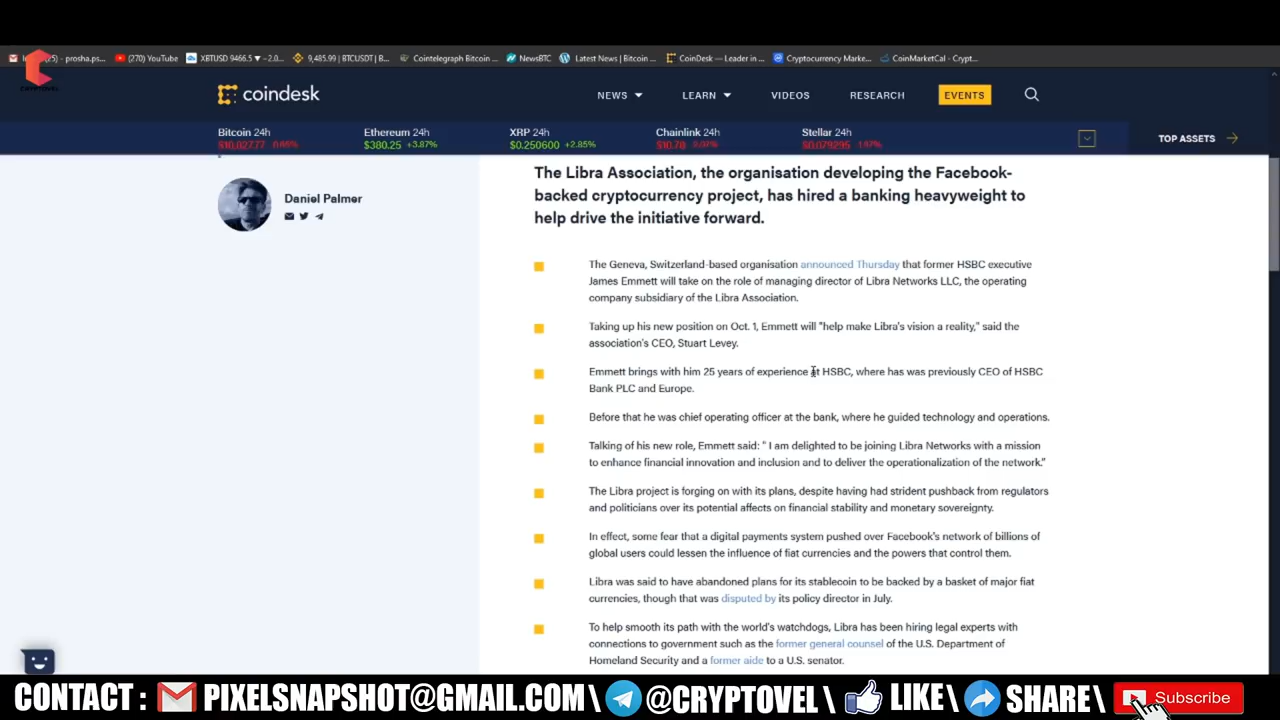 CRYPTOVEL
- prosha.ps...
(270) YouTube
XBTUSD 9466.5 ▼ −2.0...
9,485.99 | BTCUSDT | B...
Cointelegraph Bitcoin ...
NewsBTC
Latest News | Bitcoin ...
CoinDesk — Leader in ...
Cryptocurrency Marke...
CoinMarketCal - Crypt...
coindesk
NEWS
LEARN
VIDEOS
RESEARCH
EVENTS
Bitcoin 24h
$10,027.77 0.85%
Ethereum 24h
$380.25 +3.87%
XRP 24h
$0.250600 +2.85%
Chainlink 24h
$10.78
Stellar 24h
$0.079295
TOP ASSETS
Daniel Palmer
The Libra Association, the organisation developing the Facebook-
backed cryptocurrency project, has hired a banking heavyweight to
help drive the initiative forward.
The Geneva, Switzerland-based organisation announced Thursday that former HSBC executive
James Emmett will take on the role of managing director of Libra Networks LLC, the operating
company subsidiary of the Libra Association.
Taking up his new position on Oct. 1, Emmett will "help make Libra's vision a reality," said the
association's CEO, Stuart Levey.
Emmett brings with him 25 years of experience at HSBC, where has was previously CEO of HSBC
Bank PLC and Europe.
Before that he was chief operating officer at the bank, where he guided technology and operations.
Talking of his new role, Emmett said: " I am delighted to be joining Libra Networks with a mission
to enhance financial innovation and inclusion and to deliver the operationalization of the network."
The Libra project is forging on with its plans, despite having had strident pushback from regulators
and politicians over its potential affects on financial stability and monetary sovereignty.
In effect, some fear that a digital payments system pushed over Facebook's network of billions of
global users could lessen the influence of fiat currencies and the powers that control them.
Libra was said to have abandoned plans for its stablecoin to be backed by a basket of major fiat
currencies, though that was disputed by its policy director in July.
To help smooth its path with the world's watchdogs, Libra has been hiring legal experts with
connections to government such as the former general counsel of the U.S. Department of
Homeland Security and a former aide to a U.S. senator.
CONTACT : PIXELSNAPSHOT@GMAIL.COM \ @CRYPTOVEL \ LIKE\ SHARE\ Subscribe